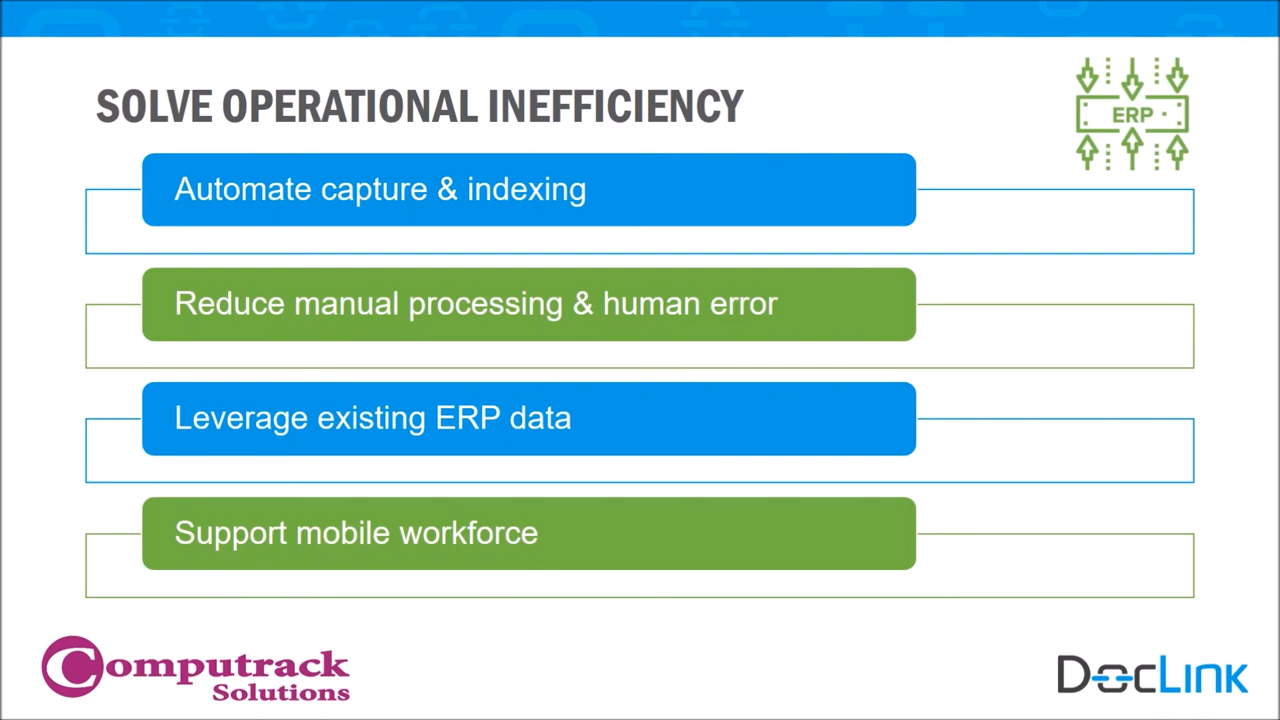 SOLVE OPERATIONAL INEFFICIENCY
ERP
Automate capture & indexing
Reduce manual processing & human error
Leverage existing ERP data
Support mobile workforce
Computrack
Solutions
DocLink